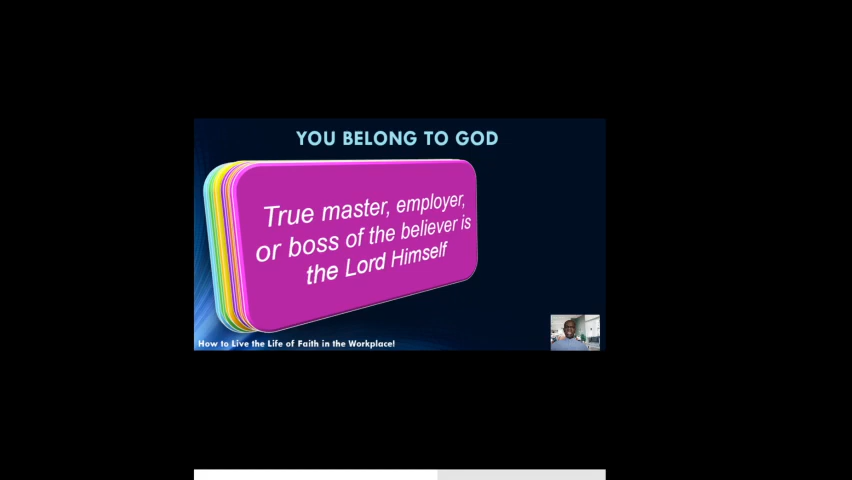 YOU BELONG TO GOD
True master, employer,
or boss of the believer is
the Lord Himself
How to Live the Life of Faith in the Workplace!